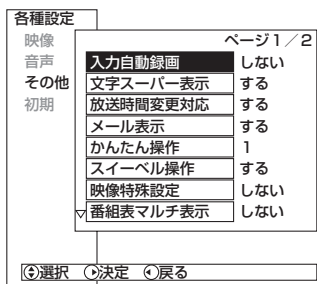 各種設定
映像
音声
その他
初期
ページ1／2
入力自動録画 しない
文字スーパー表示 する
放送時間変更対応 する
メール表示 する
かんたん操作 1
スイーベル操作 する
映像特殊設定 しない
番組表マルチ表示 しない
選択 決定 戻る